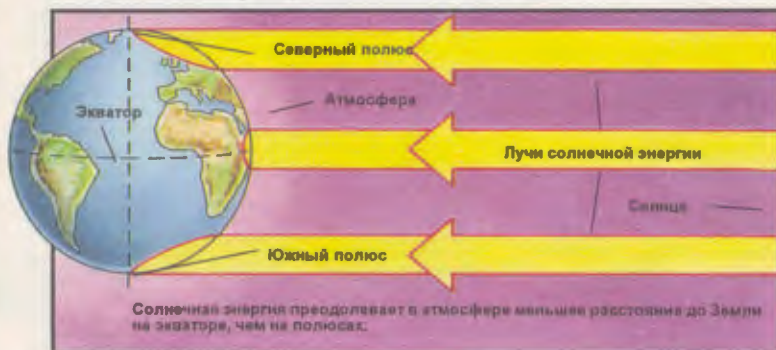 Северный полюс
Атмосфера
Экватор
Лучи солнечной энергии
Солнце
Южный полюс
Солнечная энергия преодолевает в атмосфере меньшее расстояние до Земли
на экваторе, чем на полюсах.